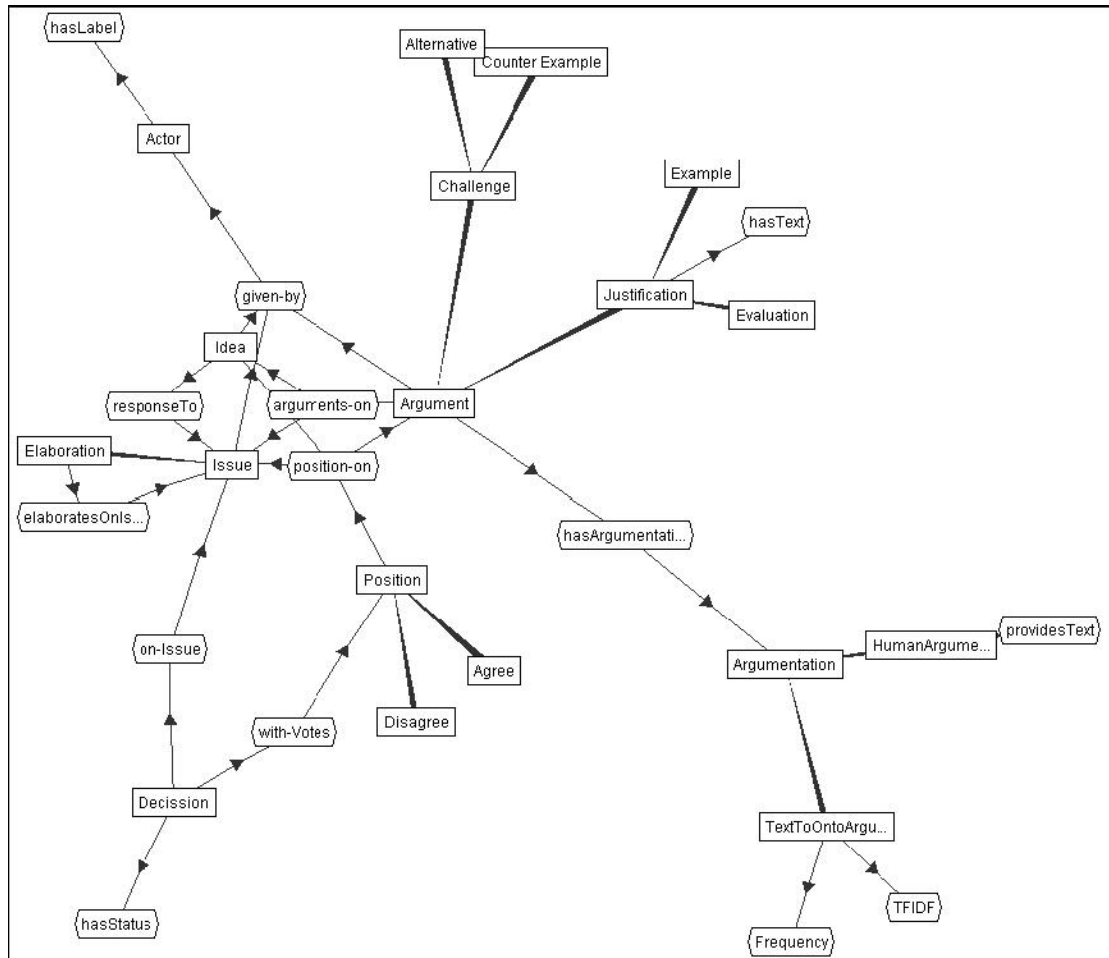 hasLabel
Alternative
Counter Example
Actor
Challenge
Example
hasText
given-by
Justification
Evaluation
Idea
responseTo
arguments-on
Argument
Elaboration
Issue
position-on
elaboratesOnIs...
hasArgumentati...
Position
on-Issue
providesText
HumanArgume...
Argumentation
Agree
Disagree
with-Votes
Decission
TextToOntoArgu...
TFIDF
hasStatus
Frequency